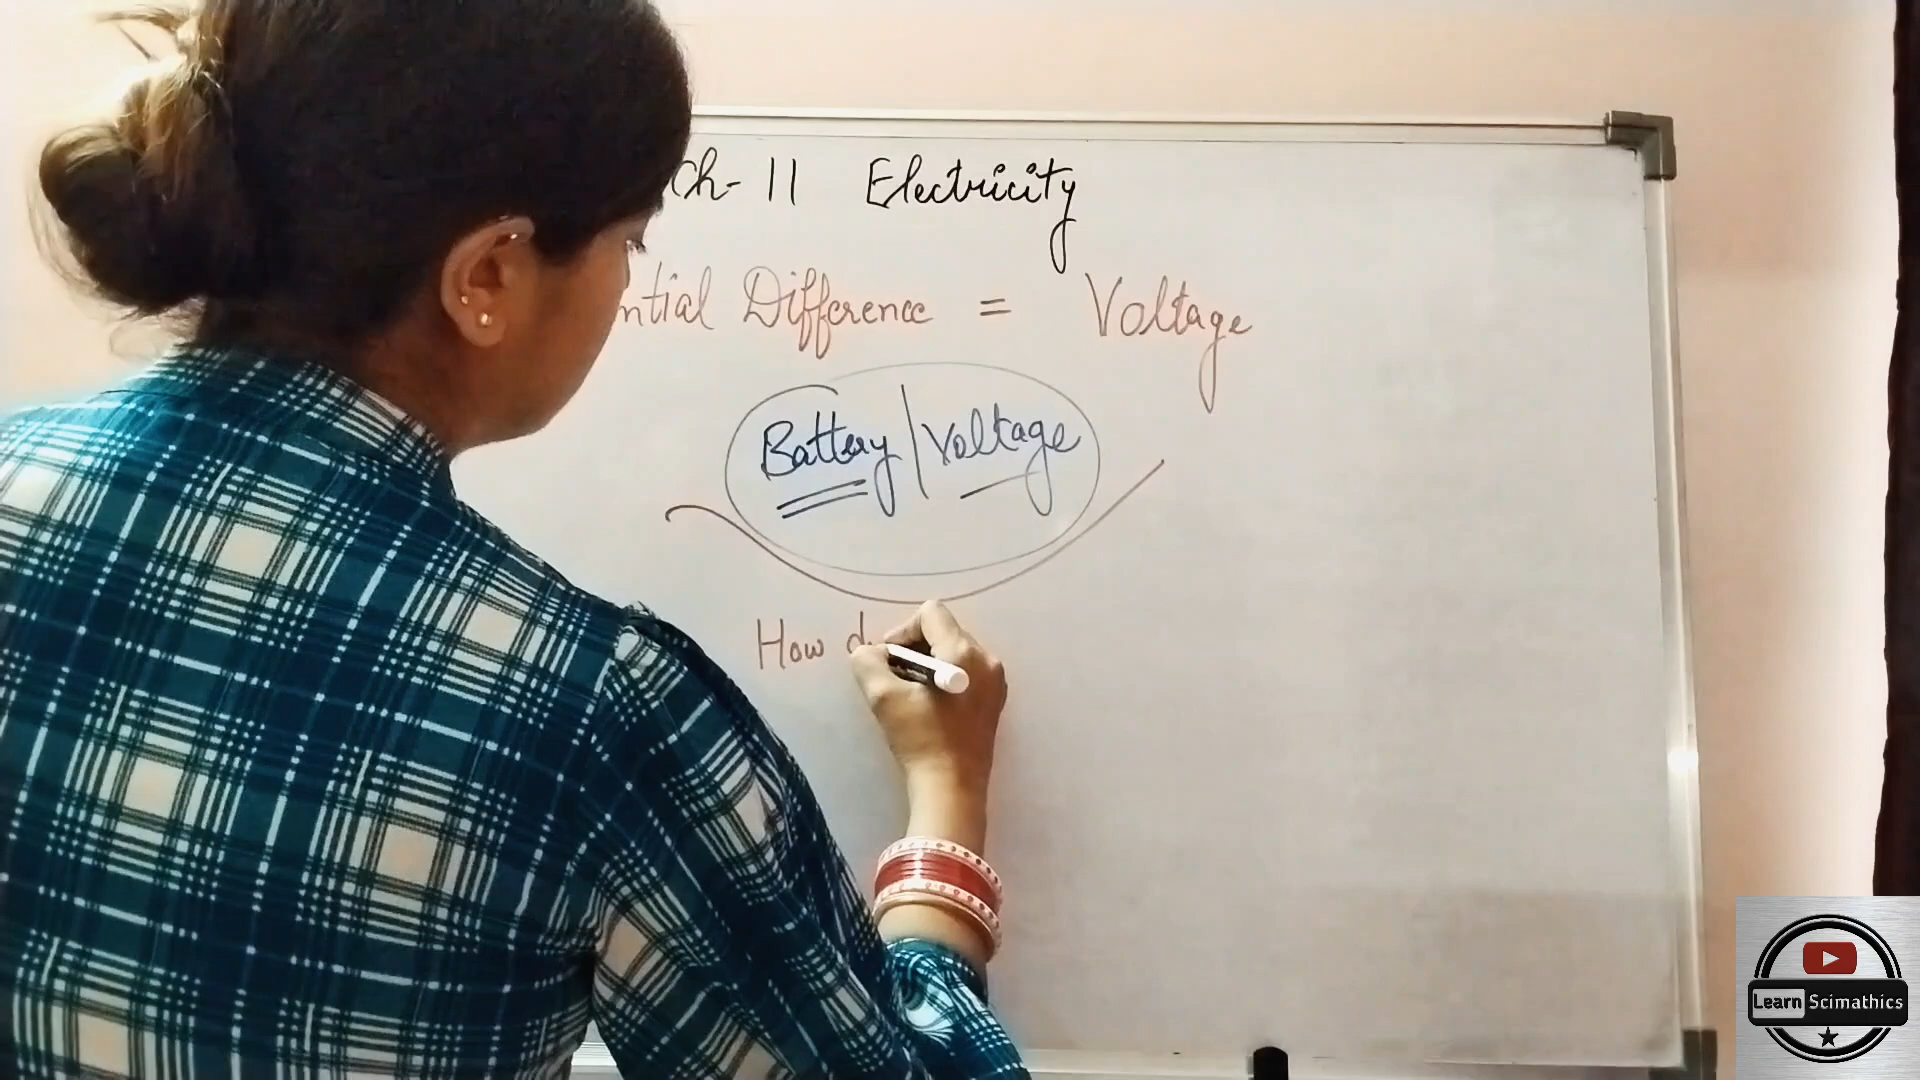 Ch- 11 Electricity
ntial Difference = Voltage
Battery | Voltage
How d
Learn Scimathics